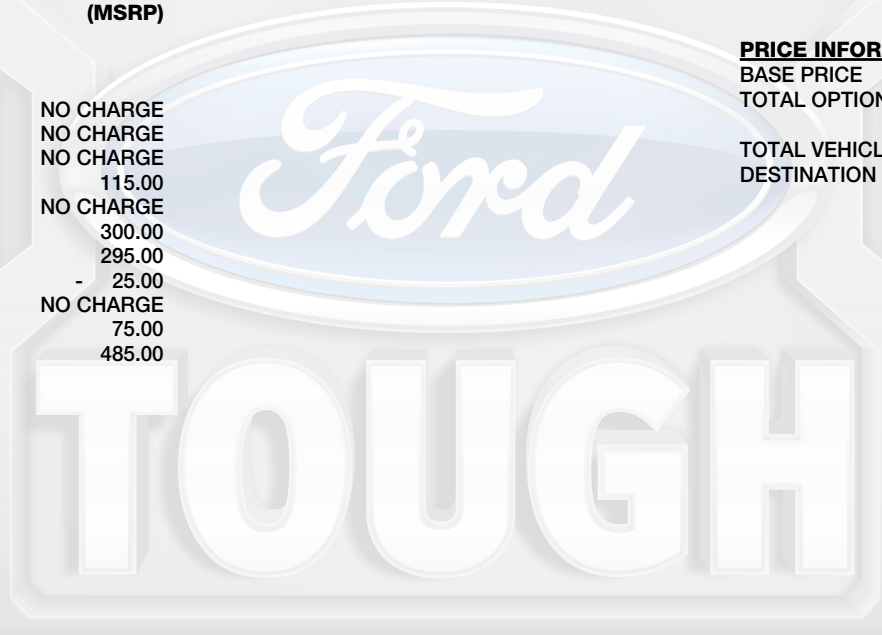 (MSRP)
NO CHARGE
NO CHARGE
NO CHARGE
115.00
NO CHARGE
300.00
295.00
- 25.00
NO CHARGE
75.00
485.00
PRICE INFOR
BASE PRICE
TOTAL OPTION
TOTAL VEHICL
DESTINATION
Ford
TOUGH